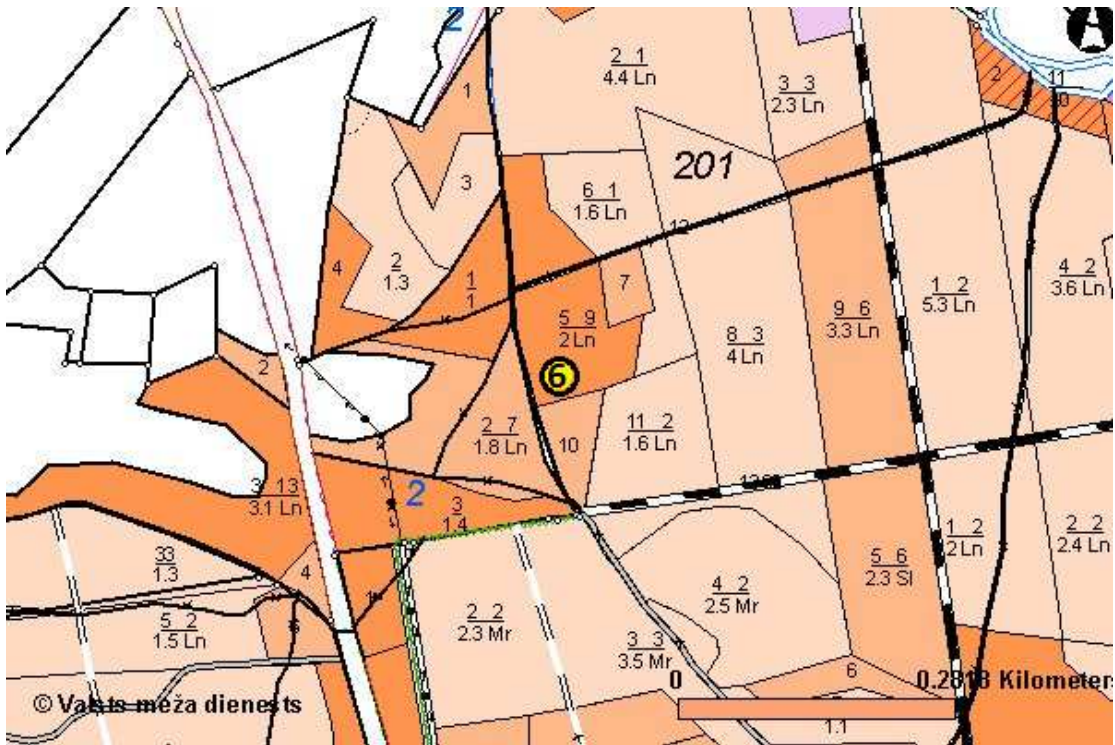 2
A
2 1
4.4 Ln
3 3
2.3 Ln
2
11
1
201
3
6 1
1.6 Ln
12
2
1.3
4
1
1
7
5 9
2 Ln
9 6
3.3 Ln
1 2
5.3 Ln
4 2
3.6 Ln
8 3
4 Ln
6
2
2 7
1.8 Ln
11 2
1.6 Ln
10
2
3 13
3.1 Ln
3
1.4
33
1.3
4
5 2
1.5 Ln
2 2
2.3 Mr
4 2
2.5 Mr
3 3
3.5 Mr
5 6
2.3 Sl
1 2
2 Ln
2 2
2.4 Ln
6
0
0.2818 Kilometers
1.1
© Valsts meža dienests